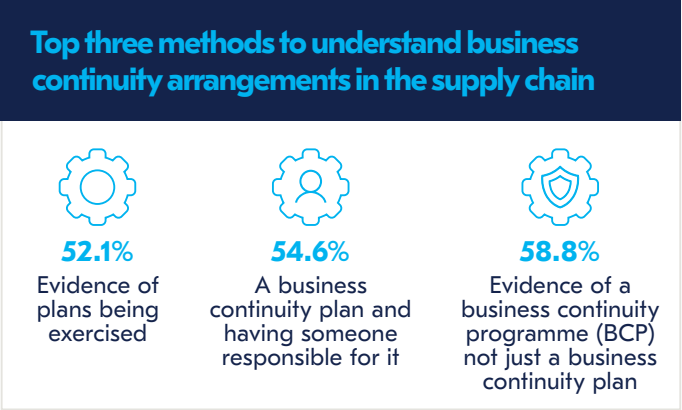 Top three methods to understand business
continuity arrangements in the supply chain
52.1%
Evidence of
plans being
exercised
54.6%
A business
continuity plan and
having someone
responsible for it
58.8%
Evidence of a
business continuity
programme (BCP)
not just a business
continuity plan